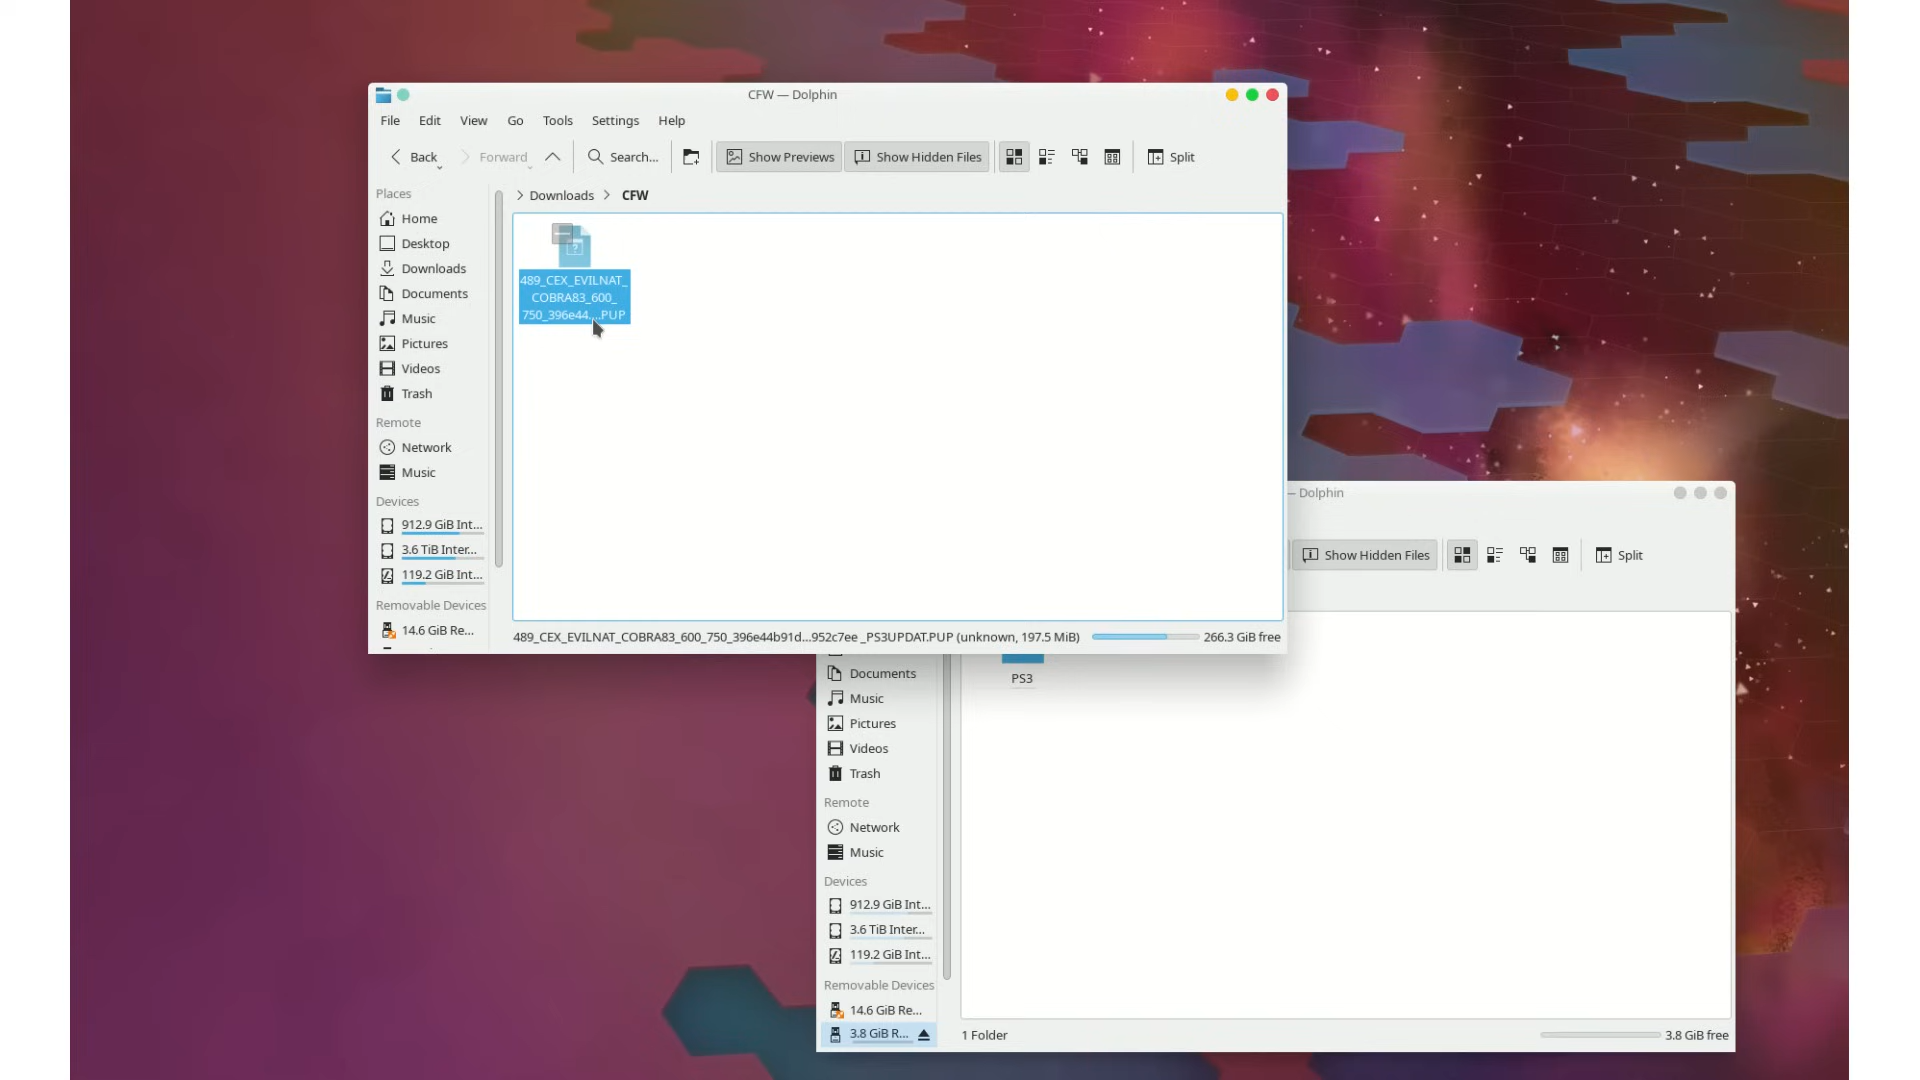 CFW — Dolphin
File Edit View Go Tools Settings Help
Back Forward Search... Show Previews Show Hidden Files Split
Places
Downloads CFW
Home
Desktop
Downloads
Documents
Music
Pictures
Videos
Trash
Remote
Network
Music
Devices
912.9 GiB Int...
3.6 TiB Inter...
119.2 GiB Int...
Removable Devices
14.6 GiB Re...
489_CEX_EVILNAT_
COBRA83_600_
750_396e44....PUP
489_CEX_EVILNAT_COBRA83_600_750_396e44b91d...952c7ee _PS3UPDAT.PUP (unknown, 197.5 MiB) 266.3 GiB free
— Dolphin
Show Hidden Files Split
Documents
Music
Pictures
Videos
Trash
Remote
Network
Music
Devices
912.9 GiB Int...
3.6 TiB Inter...
119.2 GiB Int...
Removable Devices
14.6 GiB Re...
3.8 GiB R...
PS3
1 Folder 3.8 GiB free